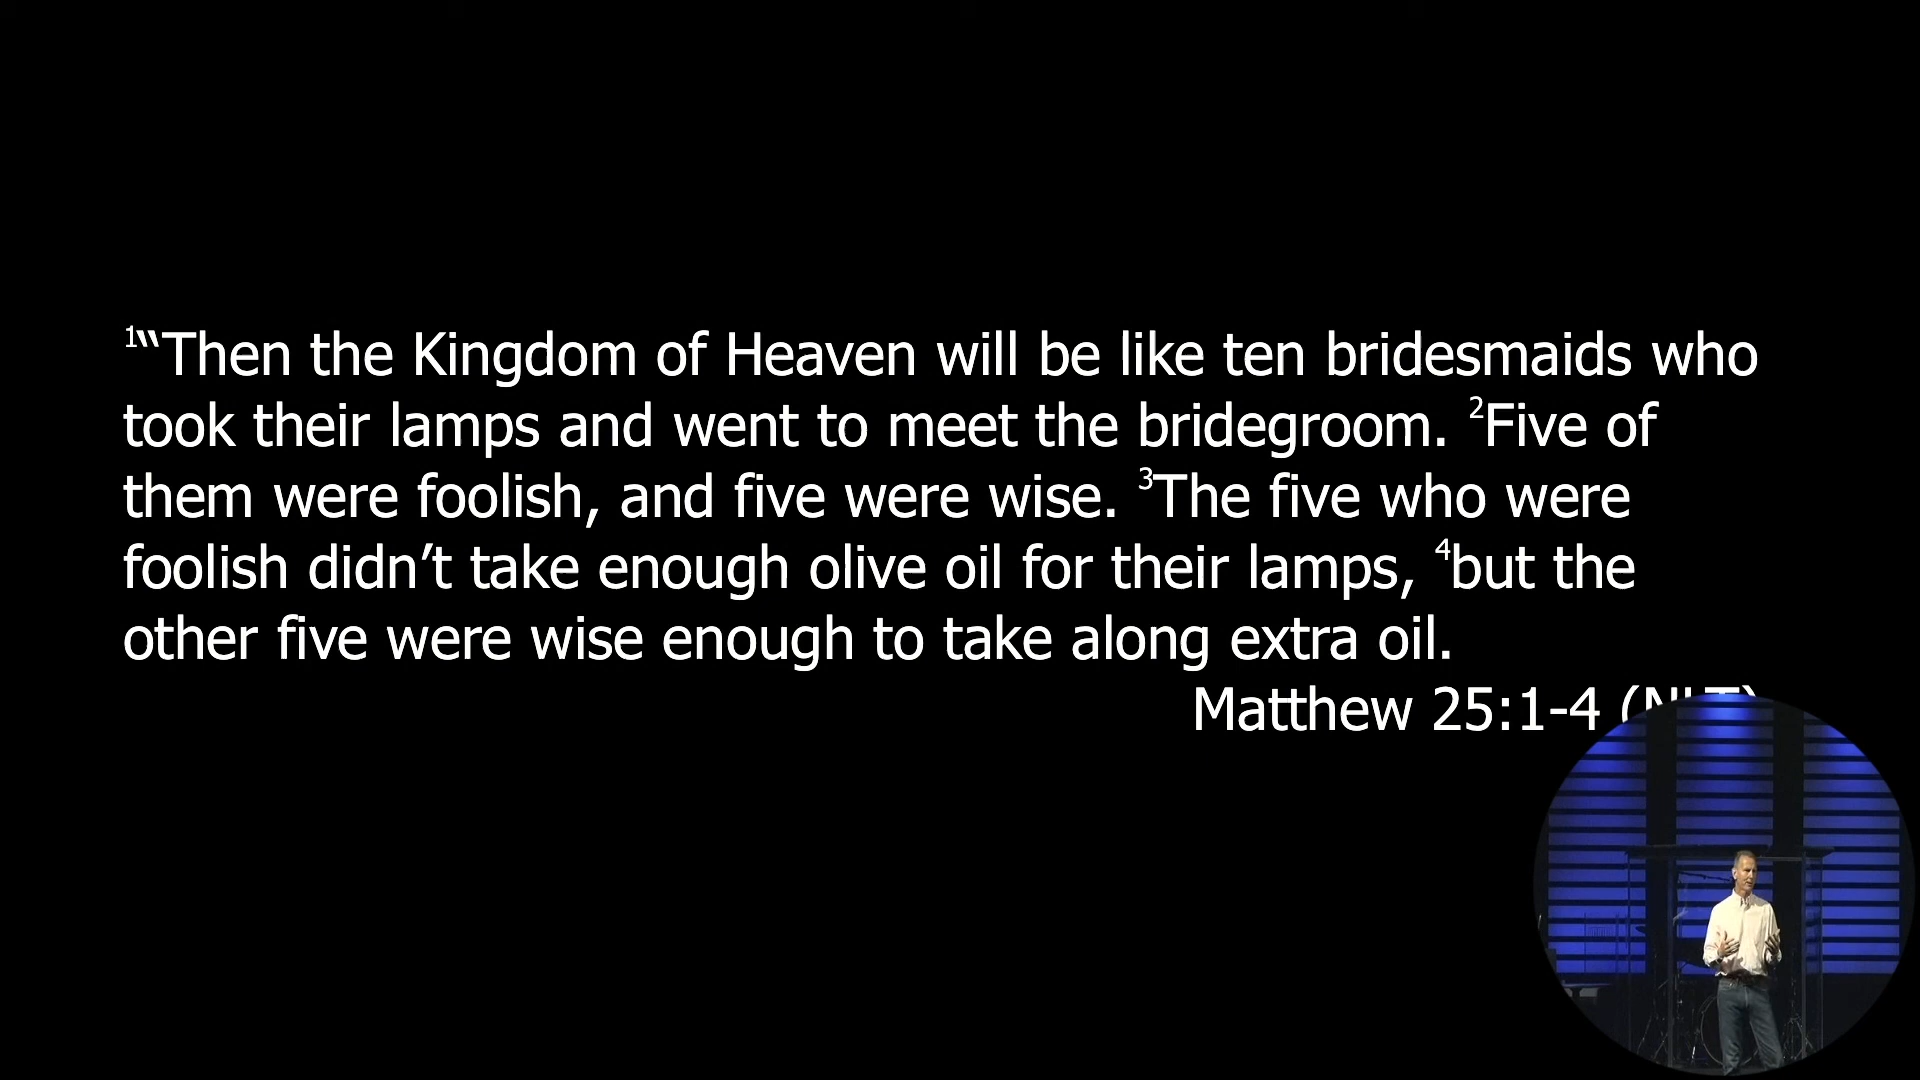 ¹“Then the Kingdom of Heaven will be like ten bridesmaids who
took their lamps and went to meet the bridegroom. ²Five of
them were foolish, and five were wise. ³The five who were
foolish didn’t take enough olive oil for their lamps, ⁴but the
other five were wise enough to take along extra oil.
Matthew 25:1-4 (NLT)